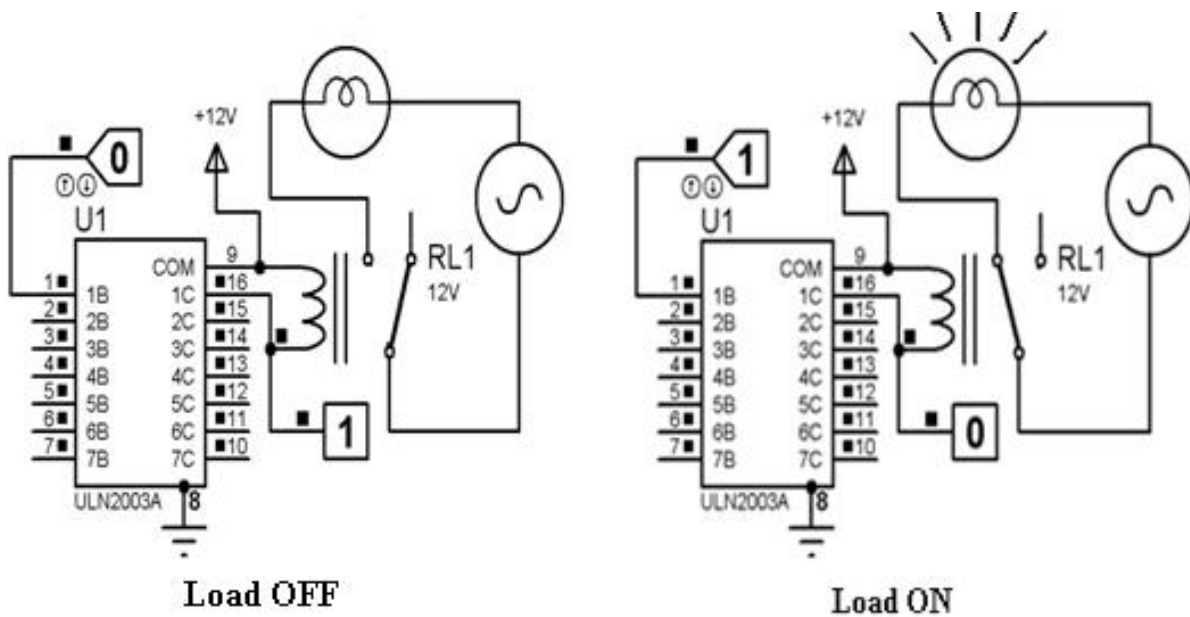 +12V
0
U1
COM 9
1 1B 1C 16
2 2B 2C 15
3 3B 3C 14
4 4B 4C 13
5 5B 5C 12
6 6B 6C 11
7 7B 7C 10
ULN2003A 8
RL1
12V
1
Load OFF
+12V
1
U1
COM 9
1 1B 1C 16
2 2B 2C 15
3 3B 3C 14
4 4B 4C 13
5 5B 5C 12
6 6B 6C 11
7 7B 7C 10
ULN2003A 8
RL1
12V
0
Load ON